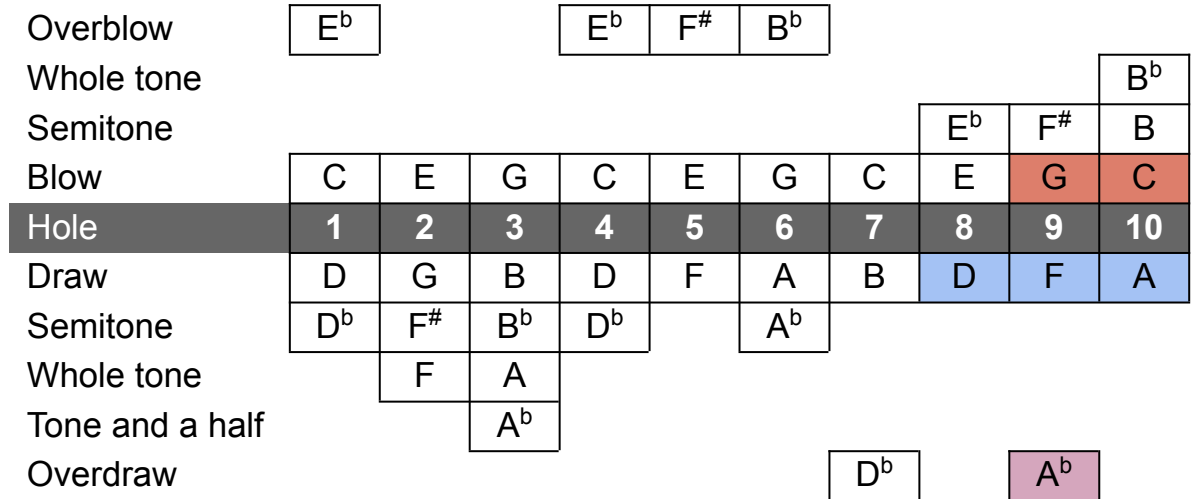 Overblow E♭ E♭ F# B♭
Whole tone B♭
Semitone E♭ F# B
Blow C E G C E G C E G C
Hole 1 2 3 4 5 6 7 8 9 10
Draw D G B D F A B D F A
Semitone D♭ F# B♭ D♭ A♭
Whole tone F A
Tone and a half A♭
Overdraw D♭ A♭